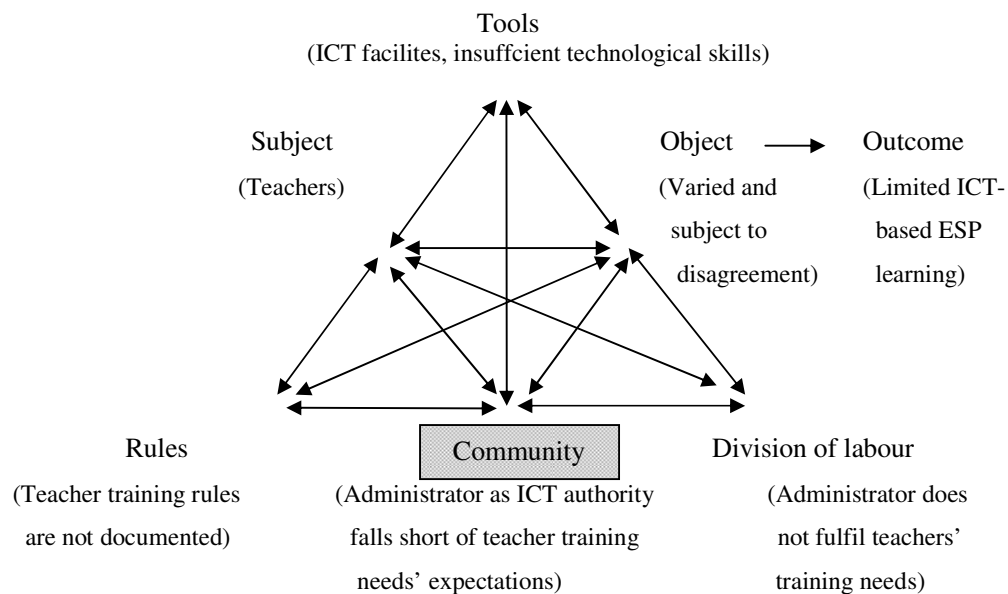 Tools
(ICT facilites, insuffcient technological skills)
Subject
(Teachers)
Object
(Varied and
subject to
disagreement)
Outcome
(Limited ICT-
based ESP
learning)
Rules
(Teacher training rules
are not documented)
Community
(Administrator as ICT authority
falls short of teacher training
needs’ expectations)
Division of labour
(Administrator does
not fulfil teachers’
training needs)